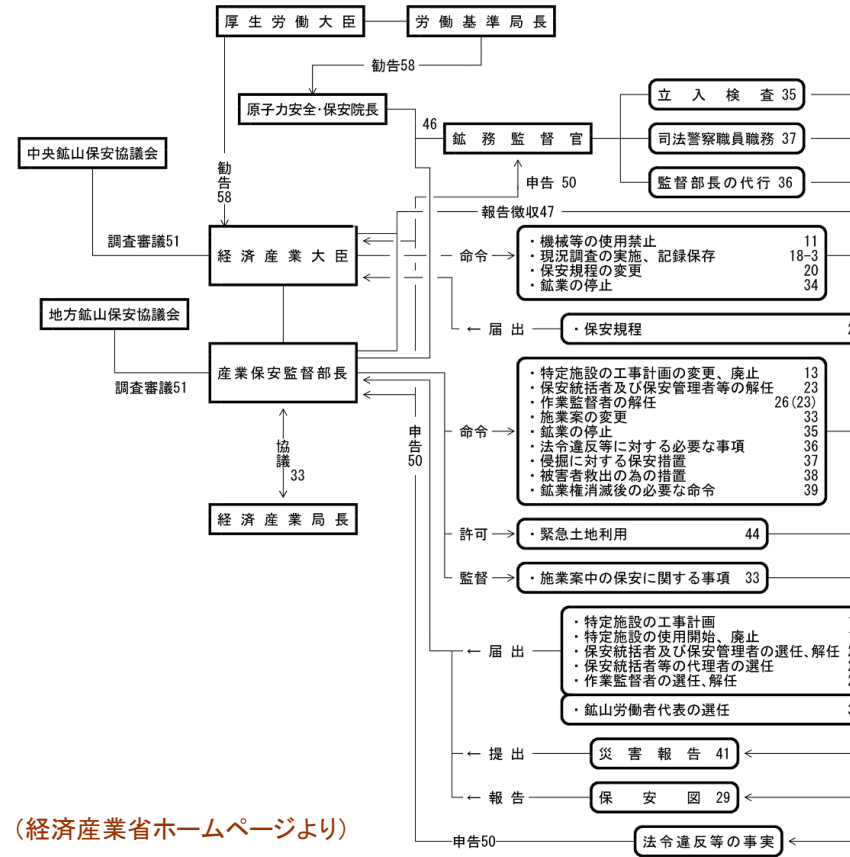 厚生労働大臣
労働基準局長
勧告58
原子力安全・保安院長
46
鉱務監督官
立入検査 35
司法警察職員職務 37
監督部長の代行 36
中央鉱山保安協議会
勧告58
申告 50
報告徴収47
調査審議51
経済産業大臣
命令
・機械等の使用禁止 11
・現況調査の実施、記録保存 18-3
・保安規程の変更 20
・鉱業の停止 34
地方鉱山保安協議会
届出
・保安規程
産業保安監督部長
調査審議51
申告50
命令
・特定施設の工事計画の変更、廃止 13
・保安統括者及び保安管理者等の解任 23
・作業監督者の解任 26(23)
・施業案の変更 33
・鉱業の停止 35
・法令違反等に対する必要な事項 36
・侵掘に対する保安措置 37
・被害者救出の為の措置 38
・鉱業権消滅後の必要な命令 39
協議
33
経済産業局長
許可
・緊急土地利用 44
監督
・施業案中の保安に関する事項 33
届出
・特定施設の工事計画
・特定施設の使用開始、廃止
・保安統括者及び保安管理者の選任、解任
・保安統括者等の代理者の選任
・作業監督者の選任、解任
・鉱山労働者代表の選任
提出
災害報告 41
報告
保安図 29
(経済産業省ホームページより)
申告50
法令違反等の事実